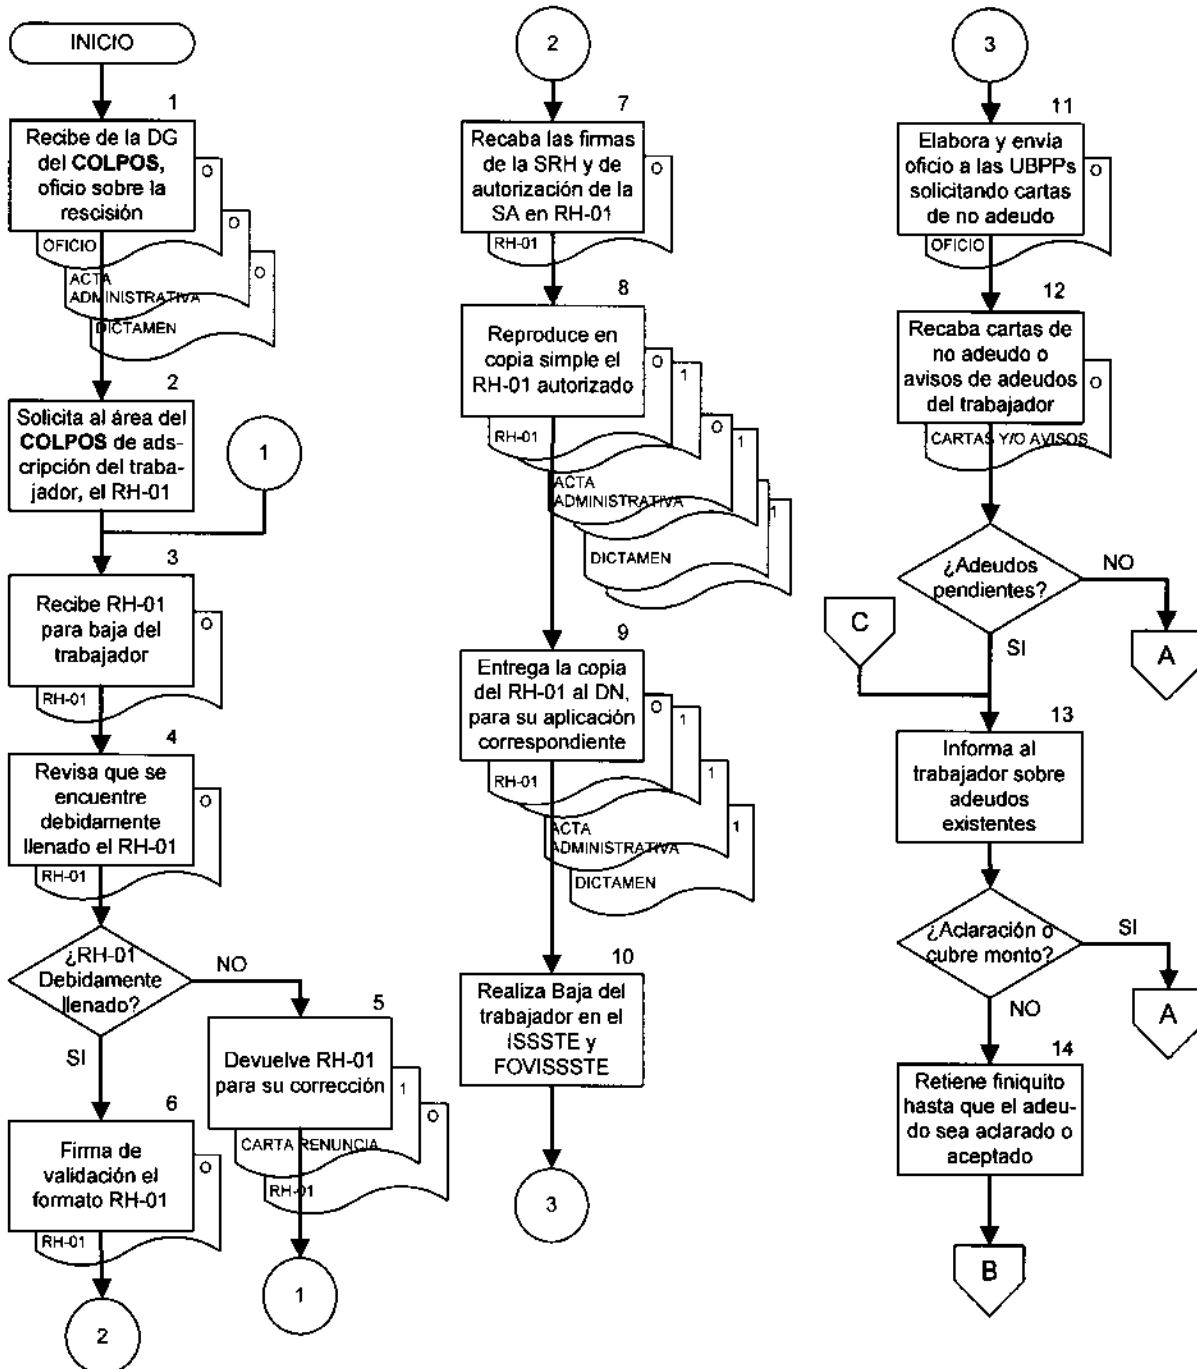 INICIO
1
Recibe de la DG
del COLPOS,
oficio sobre la
rescisión
O
OFICIO
O
ACTA
ADMINISTRATIVA
O
DICTAMEN
2
Solicita al área del
COLPOS de ads-
cripción del traba-
jador, el RH-01
1
3
Recibe RH-01
para baja del
trabajador
O
RH-01
4
Revisa que se
encuentre
debidamente
llenado el RH-01
O
RH-01
¿RH-01
Debidamente
llenado?
NO
SI
5
Devuelve RH-01
para su corrección
1
O
CARTA RENUNCIA
RH-01
1
6
Firma de
validación el
formato RH-01
O
RH-01
2
2
7
Recaba las firmas
de la SRH y de
autorización de la
SA en RH-01
O
RH-01
8
Reproduce en
copia simple el
RH-01 autorizado
O
1
RH-01
O
1
ACTA
ADMINISTRATIVA
1
DICTAMEN
9
Entrega la copia
del RH-01 al DN,
para su aplicación
correspondiente
O
1
RH-01
1
ACTA
ADMINISTRATIVA
1
DICTAMEN
10
Realiza Baja del
trabajador en el
ISSSTE y
FOVISSSTE
3
3
11
Elabora y envía
oficio a las UBPPs
solicitando cartas
de no adeudo
O
OFICIO
12
Recaba cartas de
no adeudo o
avisos de adeudos
del trabajador
O
CARTAS Y/O AVISOS
¿Adeudos
pendientes?
NO
A
SI
C
13
Informa al
trabajador sobre
adeudos
existentes
¿Aclaración o
cubre monto?
SI
A
NO
14
Retiene finiquito
hasta que el adeu-
do sea aclarado o
aceptado
B